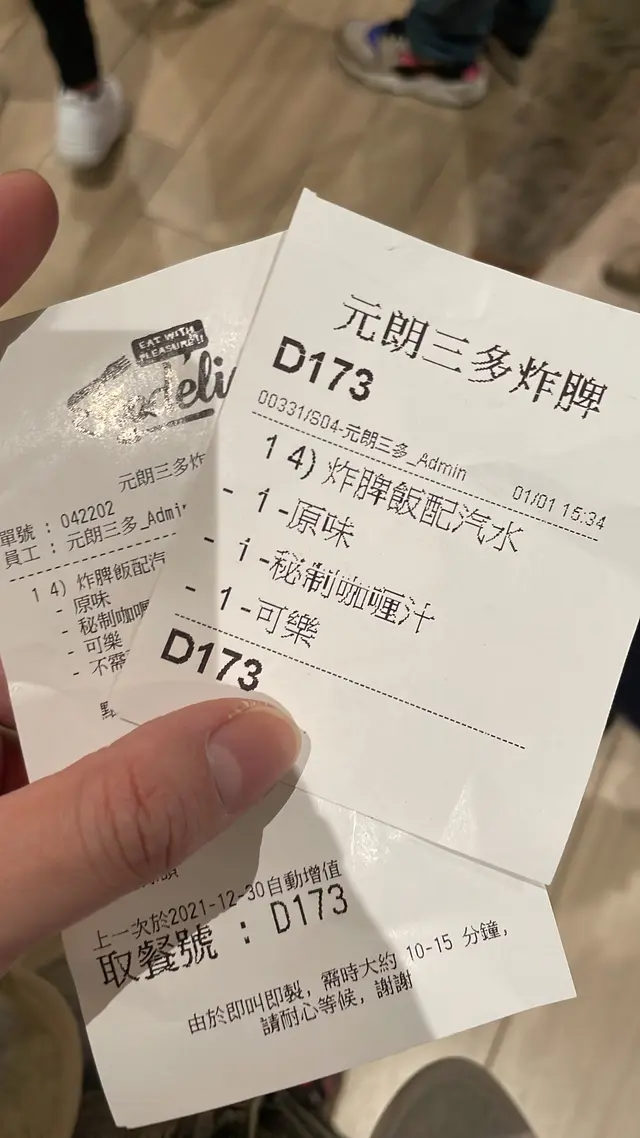 元朗三多炸脾
D173
00331/S04-元朗三多_Admin 01/01 15:34
1 4) 炸脾飯配汽水
- 1 -原味
- 1 -秘制咖喱汁
- 1 -可樂
D173
EAT WITH
PLEASURE!!
元朗三多炸
單號 : 042202
員工 : 元朗三多_Admi
1 4) 炸脾飯配汽
- 原味
- 秘制咖喱
- 可樂
- 不需
上一次於2021-12-30自動增值
取餐號 : D173
由於即叫即製, 需時大約 10-15 分鐘,
請耐心等候, 謝謝